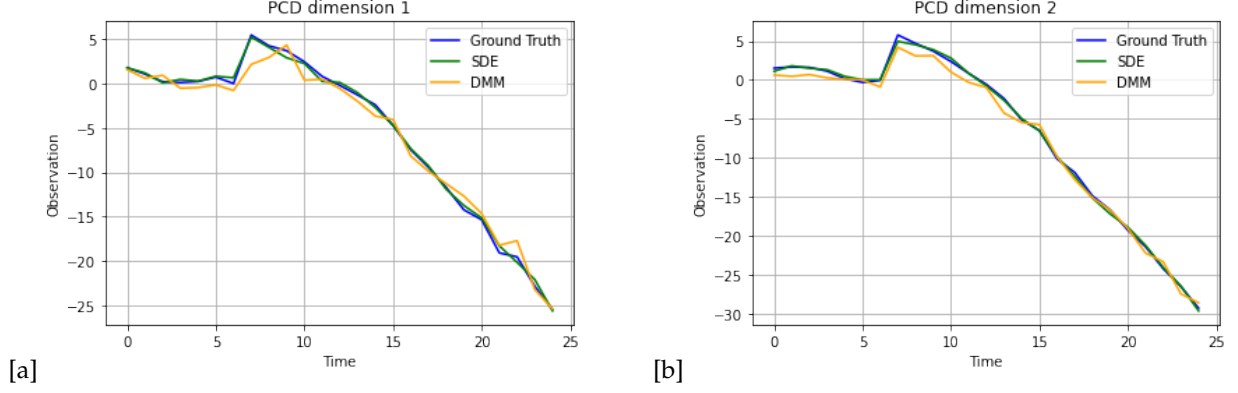 PCD dimension 1
Ground Truth
SDE
DMM
5
0
−5
−10
−15
−20
−25
Observation
0 5 10 15 20 25
Time
[a]
PCD dimension 2
Ground Truth
SDE
DMM
5
0
−5
−10
−15
−20
−25
−30
Observation
0 5 10 15 20 25
Time
[b]